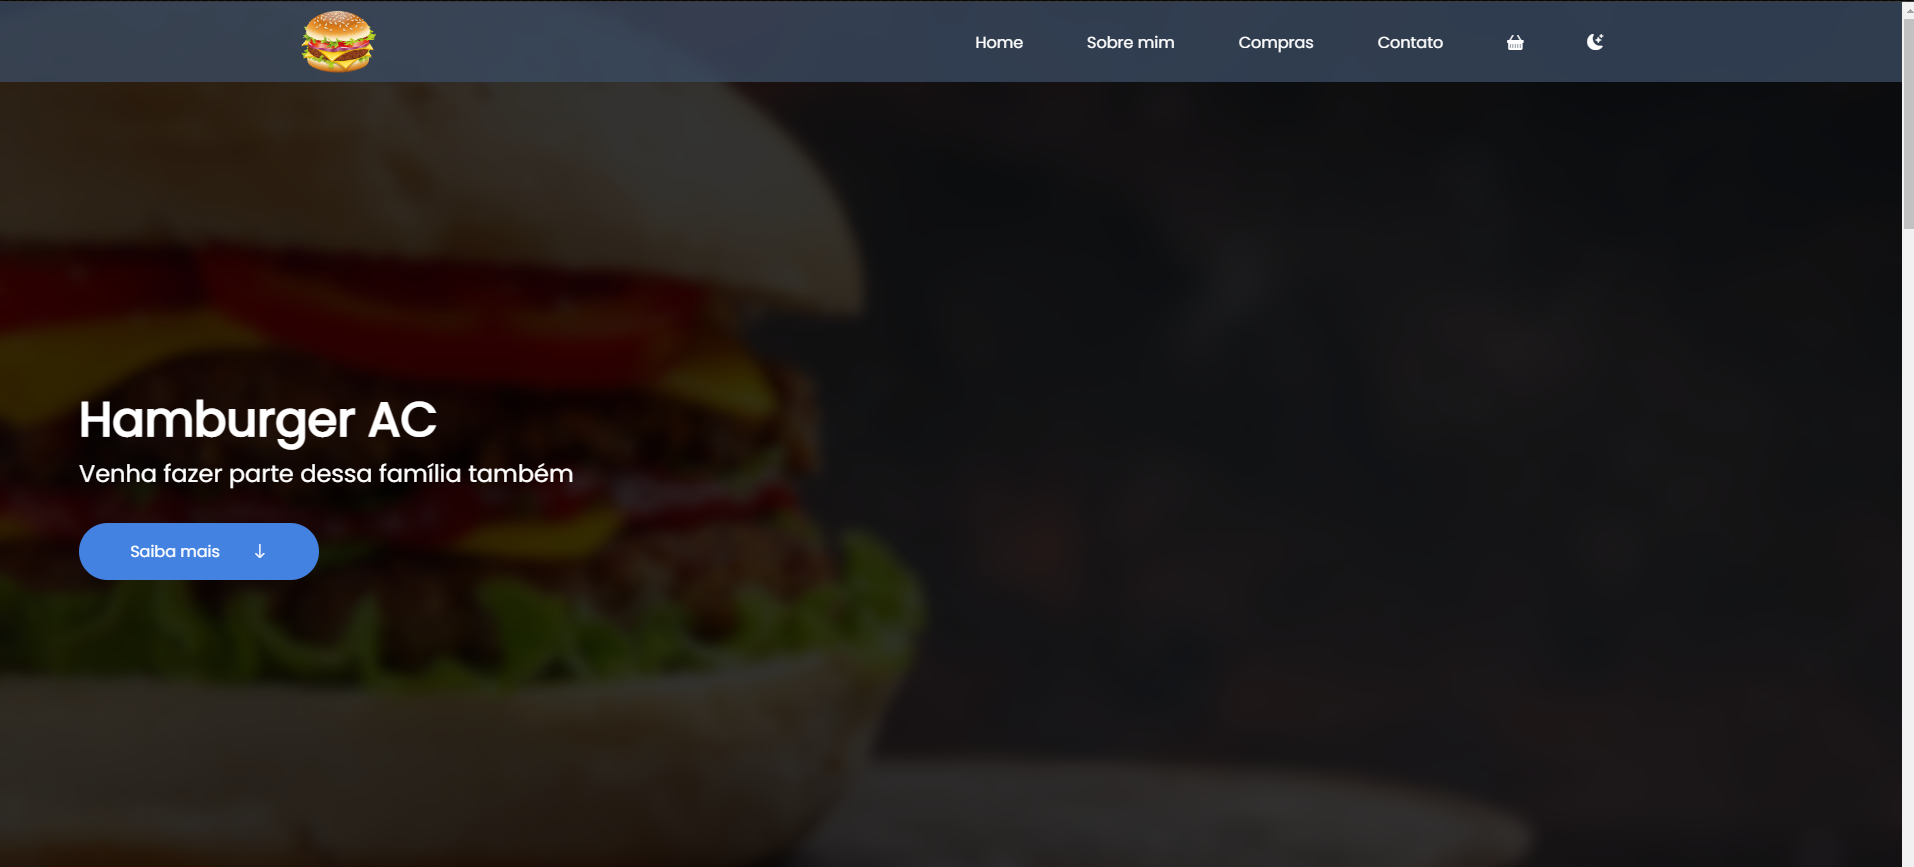 Home Sobre mim Compras Contato
Hamburger AC
Venha fazer parte dessa família também
Saiba mais